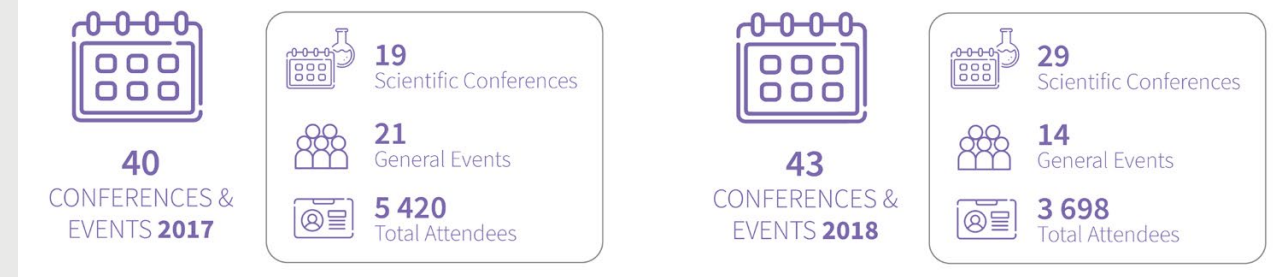 40
CONFERENCES &
EVENTS 2017
19
Scientific Conferences
21
General Events
5 420
Total Attendees
43
CONFERENCES &
EVENTS 2018
29
Scientific Conferences
14
General Events
3 698
Total Attendees